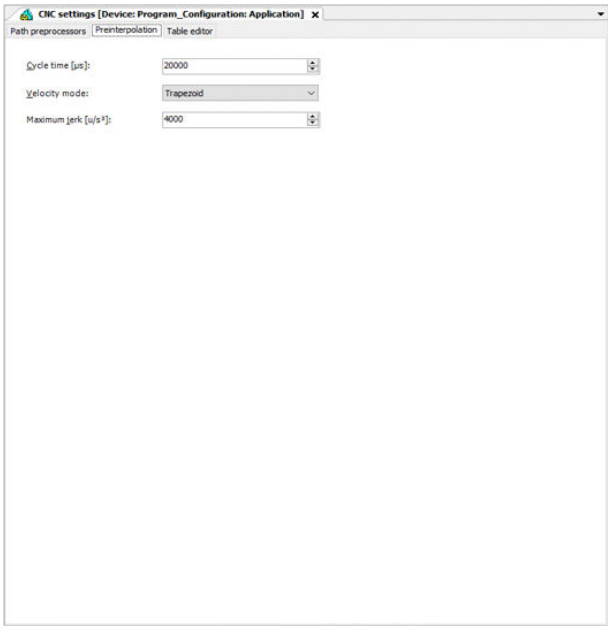 CNC settings [Device: Program_Configuration: Application] x
Path preprocessors Preinterpolation Table editor
Cycle time [µs]: 20000
Velocity mode: Trapezoid
Maximum jerk [u/s³]: 4000